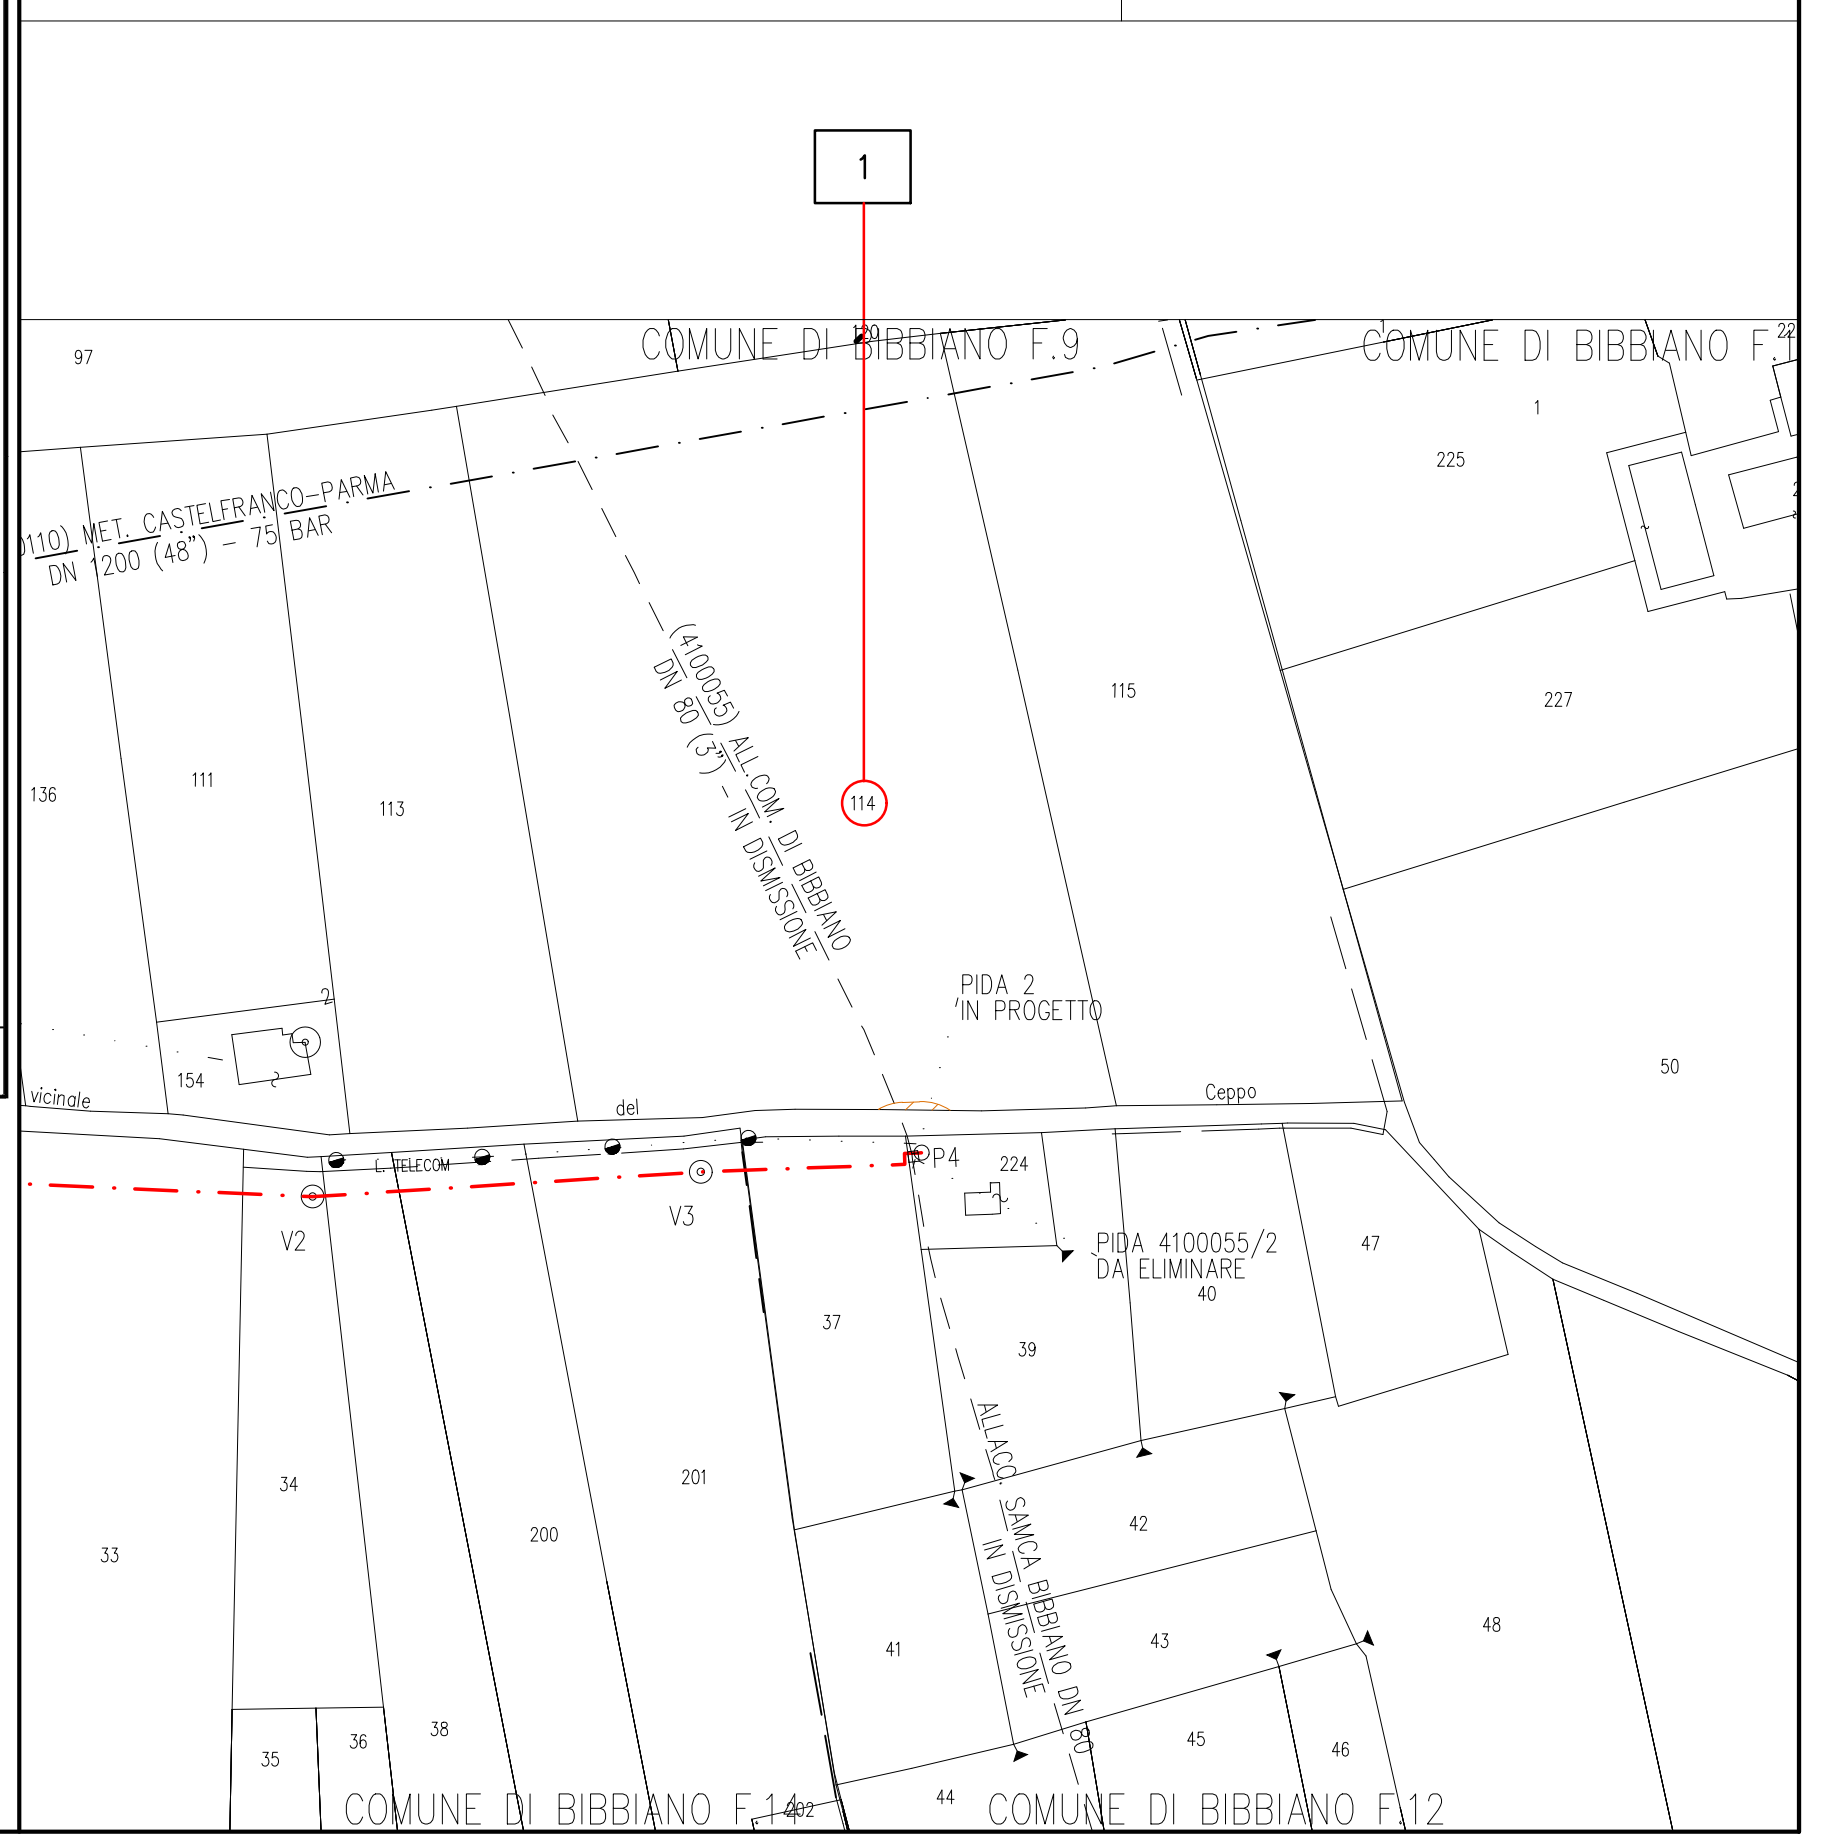 1
COMUNE DI BIBBIANO F.9
COMUNE DI BIBBIANO F.1
1
22
97
1
225
0110) MET. CASTELFRANCO-PARMA
DN 1200 (48") - 75 BAR
(4100055) ALL.COM. DI BIBBIANO
DN 80 (3") - IN DISMISSIONE
115
227
136
111
113
114
PIDA 2
IN PROGETTO
2
154
50
vicinale
del
Ceppo
L. TELECOM
P4
224
V2
V3
PIDA 4100055/2
DA ELIMINARE
40
47
37
39
ALLACC. SAMCA BIBBIANO DN 80
IN DISMISSIONE
34
201
200
33
42
41
43
48
38
36
35
45
46
44
202
COMUNE DI BIBBIANO F.14
COMUNE DI BIBBIANO F.12